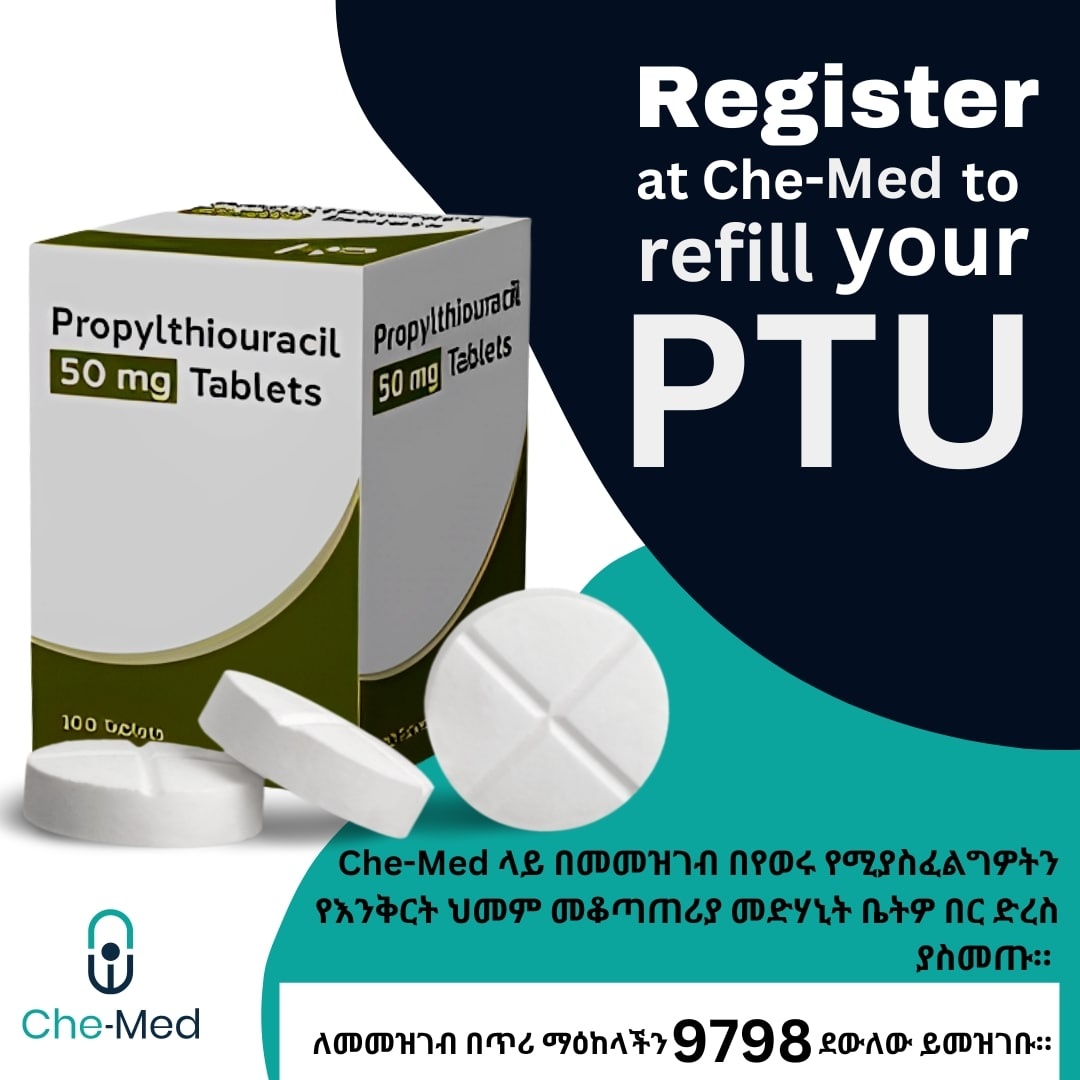 Register
at Che-Med to
refill your
PTU
Propylthiouracil
50 mg Tablets
Propylthiouracil
50 mg Tablets
100
Che-Med ላይ በመመዝገብ በየወሩ የሚያስፈልግዎትን
የእንቅርት ህመም መቆጣጠሪያ መድሃኒት ቤትዎ በር ድረስ
ያስመጡ።
Che-Med
ለመመዝገብ በጥሪ ማዕከላችን 9798 ደውለው ይመዝገቡ።